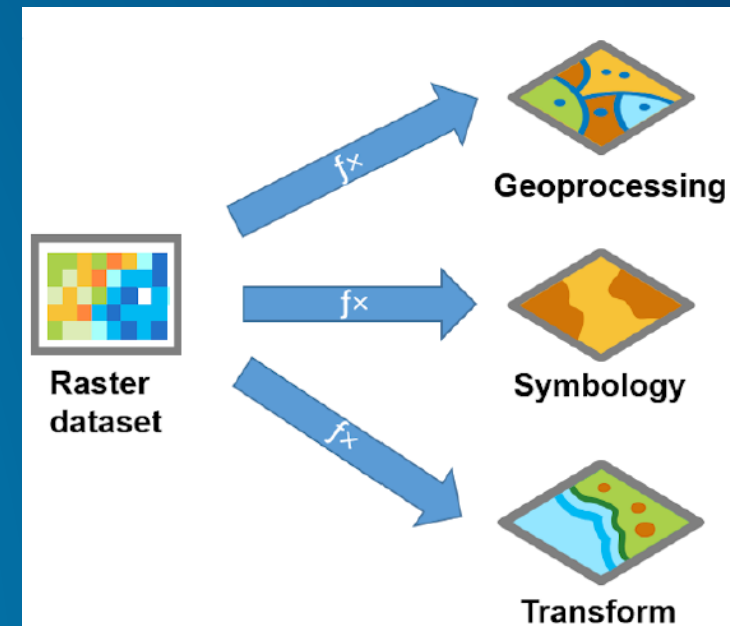 fx
Geoprocessing
fx
Raster
dataset
Symbology
fx
Transform